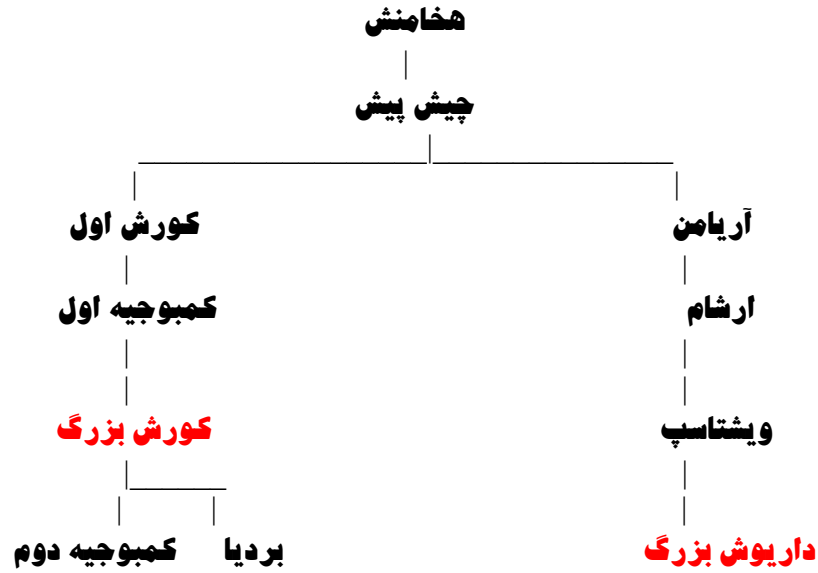 هخامنش
چیش پیش
آریامن
کورش اول
ارشام
کمبوجیه اول
ویشتاسپ
کورش بزرگ
داریوش بزرگ
بردیا
کمبوجیه دوم